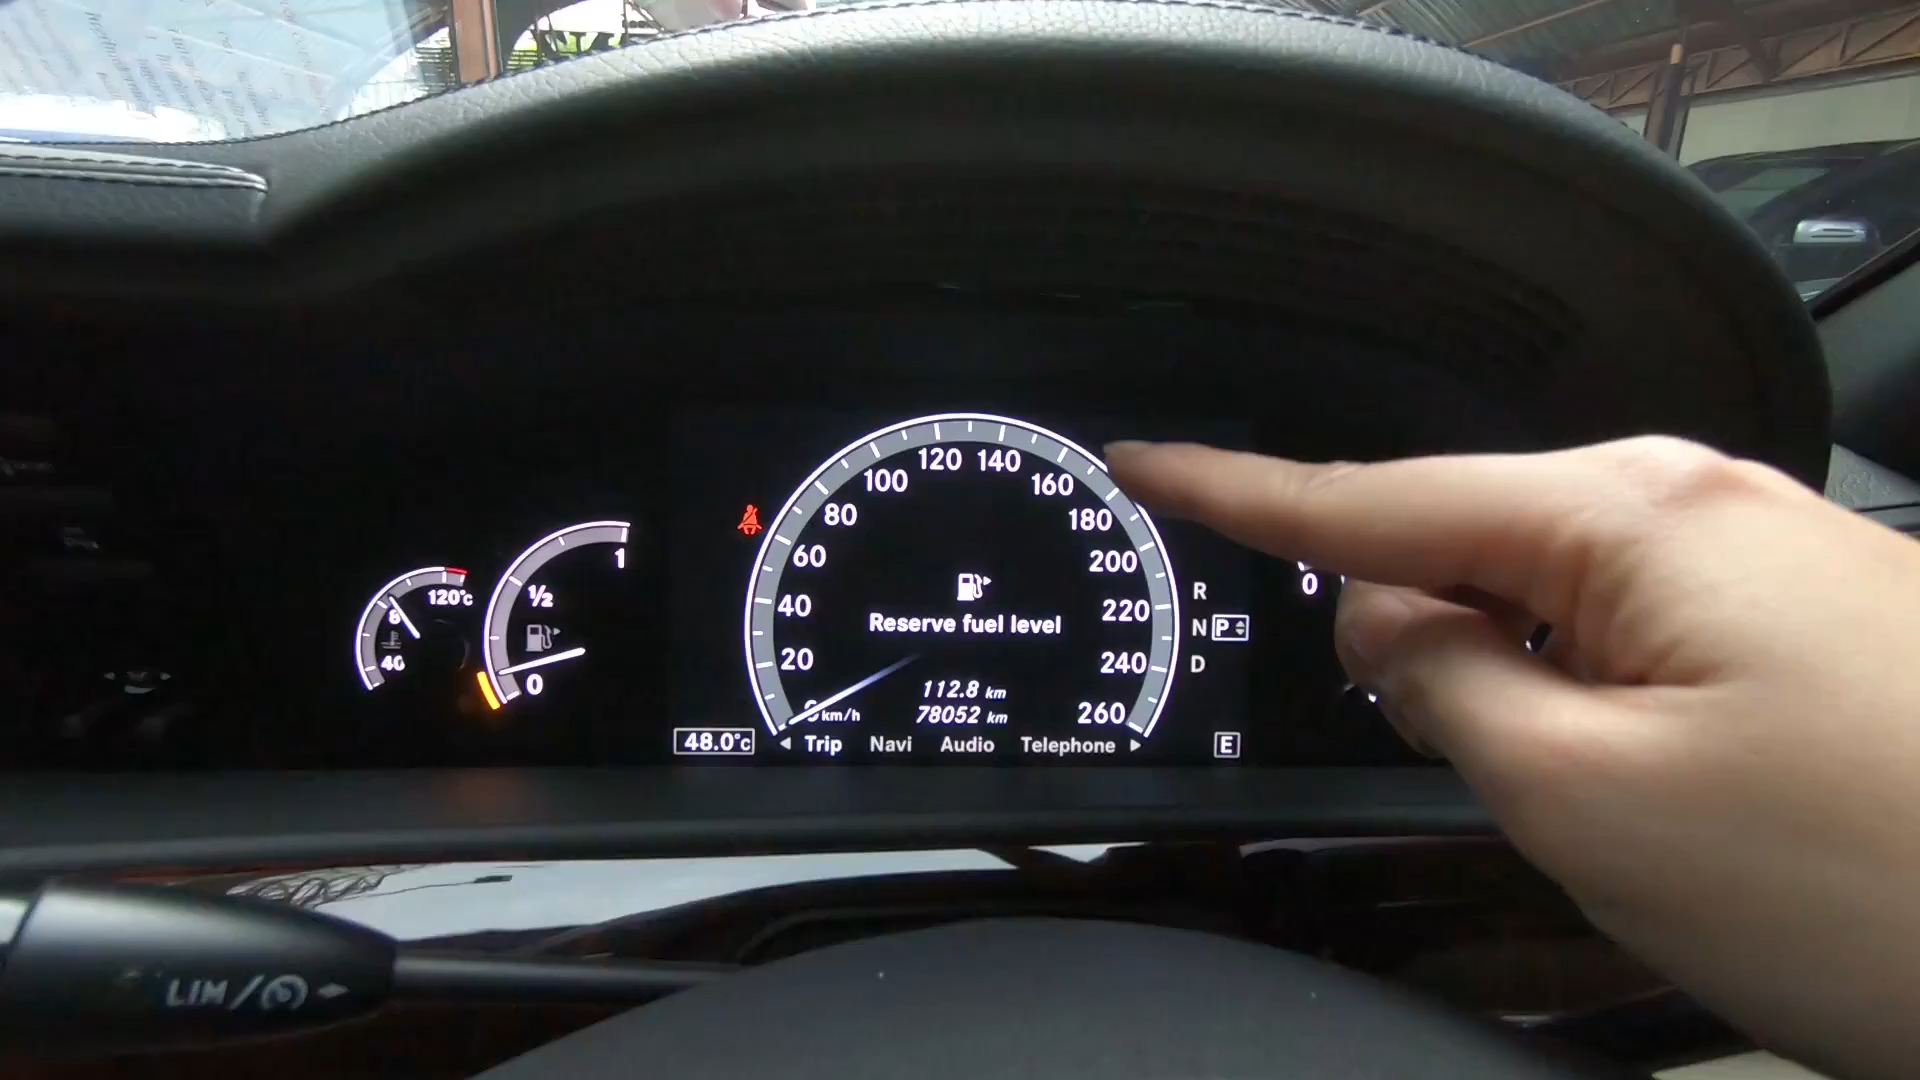 120 140
100 160
80 180
60 200
40 220
20 240
260
km/h
Reserve fuel level
112.8 km
78052 km
Trip Navi Audio Telephone
48.0°c
120°c
40
1
1/2
0
R
N P
D
E
0
LIM/